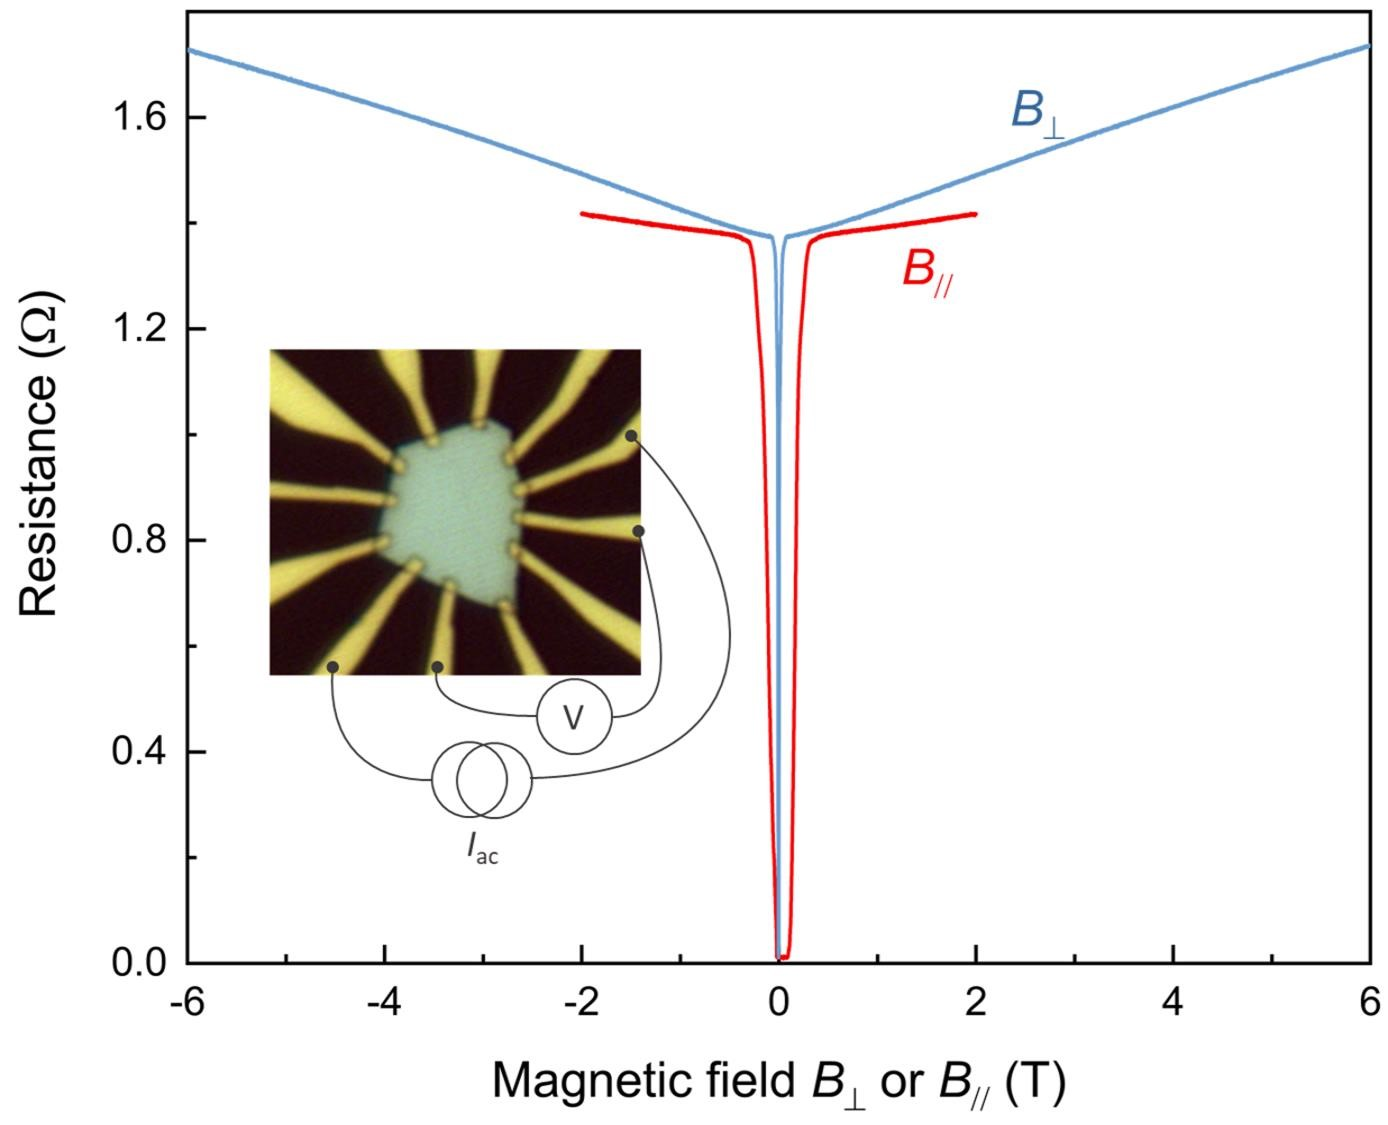 1.6
1.2
0.8
0.4
0.0
Resistance (Ω)
B⊥
B//
V
Iac
-6 -4 -2 0 2 4 6
Magnetic field B⊥ or B// (T)